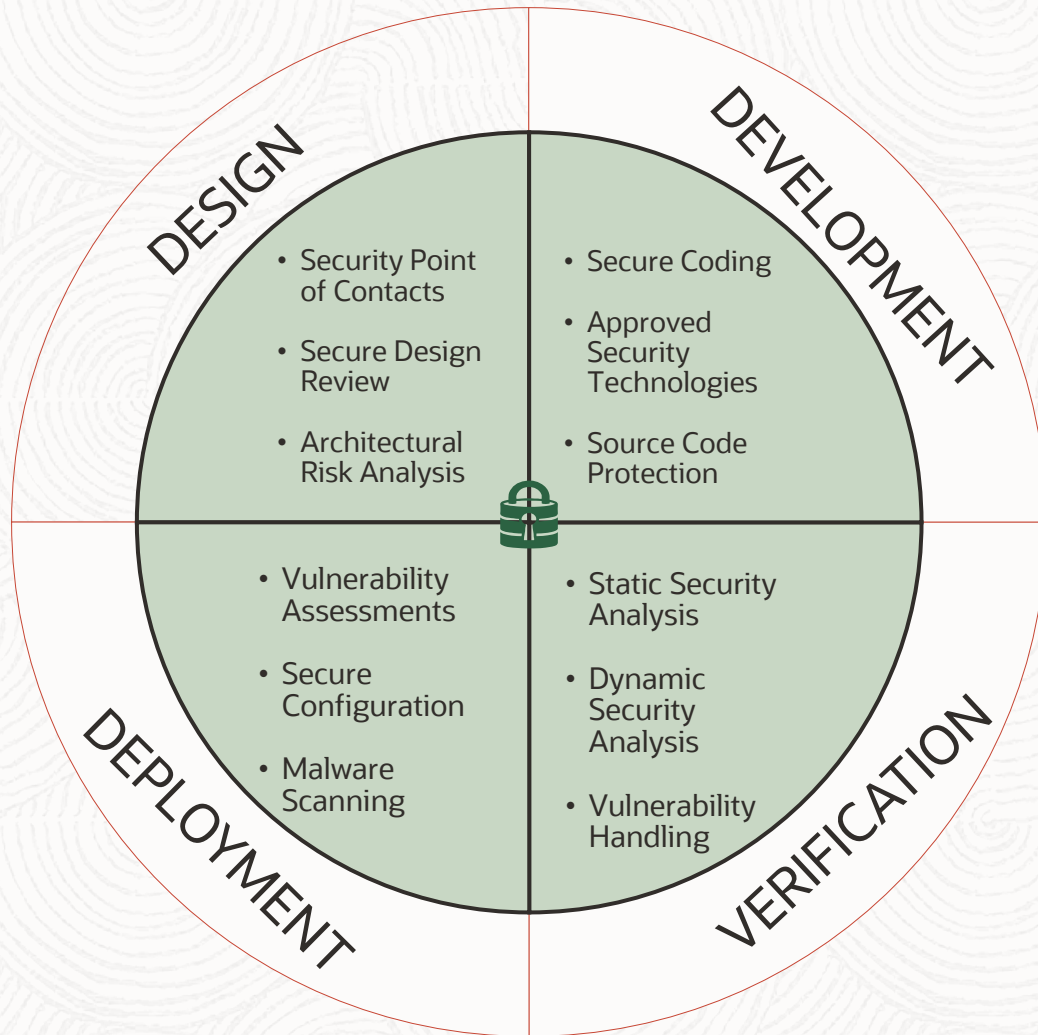 DESIGN
• Security Point
of Contacts
• Secure Design
Review
• Architectural
Risk Analysis
DEVELOPMENT
• Secure Coding
• Approved
Security
Technologies
• Source Code
Protection
DEPLOYMENT
• Vulnerability
Assessments
• Secure
Configuration
• Malware
Scanning
VERIFICATION
• Static Security
Analysis
• Dynamic
Security
Analysis
• Vulnerability
Handling